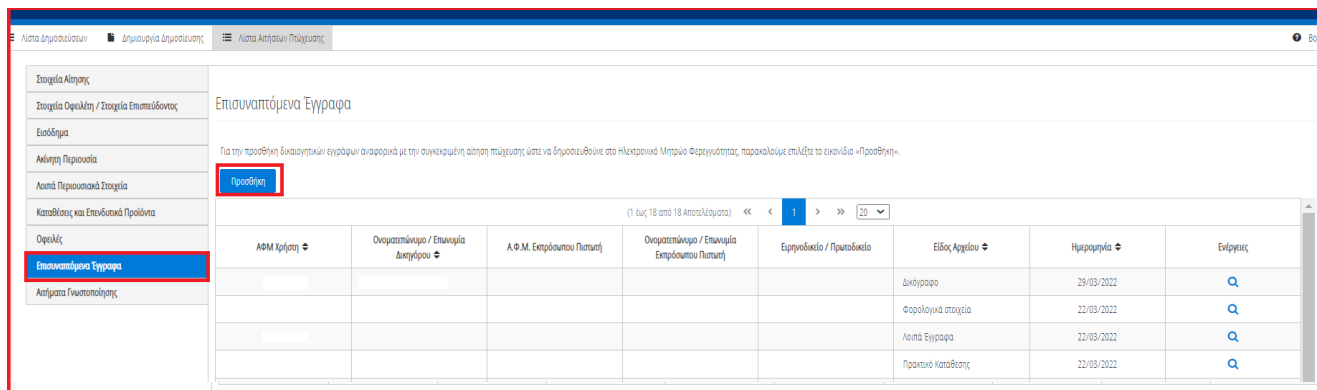 Λίστα Δημοσιεύσεων Δημιουργία Δημοσίευσης Λίστα Αιτήσεων Πτώχευσης
Στοιχεία Αίτησης
Στοιχεία Οφειλέτη / Στοιχεία Επισπεύδοντος
Εισόδημα
Ακίνητη Περιουσία
Λοιπά Περιουσιακά Στοιχεία
Καταθέσεις και Επενδυτικά Προϊόντα
Οφειλές
Επισυναπτόμενα Έγγραφα
Αιτήματα Γνωστοποίησης
Επισυναπτόμενα Έγγραφα
Για την προσθήκη δικαιολογητικών εγγράφων αναφορικά με την συγκεκριμένη αίτηση πτώχευσης ώστε να δημοσιευθούνε στο Ηλεκτρονικό Μητρώο Φερεγγυότητας, παρακαλούμε επιλέξτε το εικονίδιο «Προσθήκη».
Προσθήκη
(1 έως 18 από 18 Αποτελέσματα) 1 20
ΑΦΜ Χρήστη
Ονοματεπώνυμο / Επωνυμία
Δικηγόρου
Α.Φ.Μ. Εκπρόσωπου Πιστωτή
Ονοματεπώνυμο / Επωνυμία
Εκπρόσωπου Πιστωτή
Ειρηνοδικείο / Πρωτοδικείο
Είδος Αρχείου
Ημερομηνία
Ενέργειες
Δικόγραφο 29/03/2022
Φορολογικά στοιχεία 22/03/2022
Λοιπά Έγγραφα 22/03/2022
Πρακτικό Κατάθεσης 22/03/2022